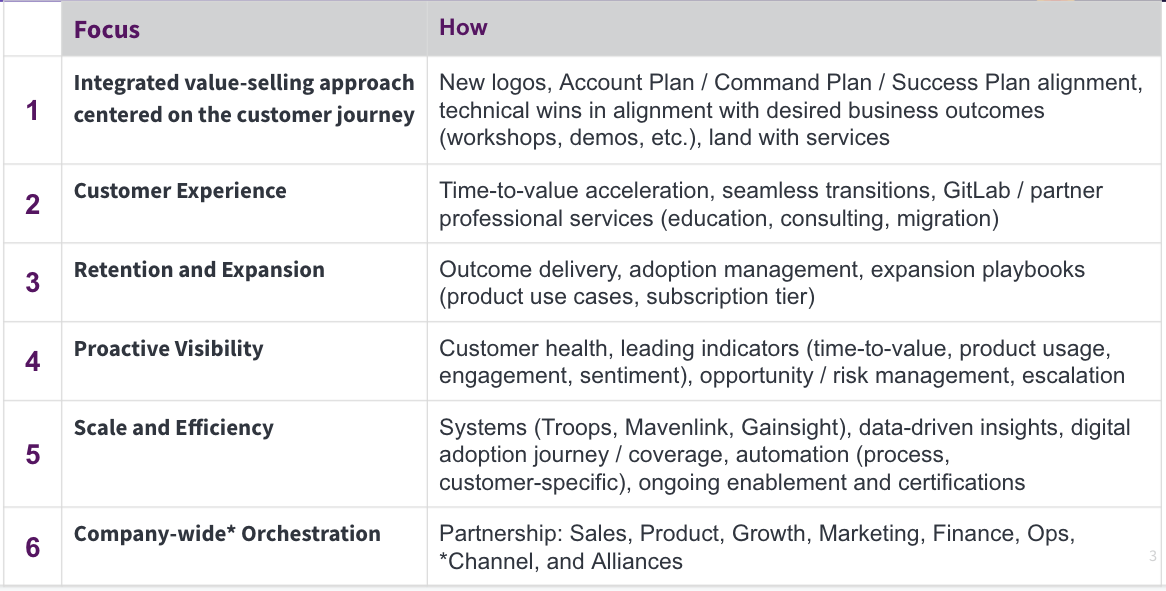 Focus
How
1
Integrated value-selling approach
centered on the customer journey
New logos, Account Plan / Command Plan / Success Plan alignment,
technical wins in alignment with desired business outcomes
(workshops, demos, etc.), land with services
2
Customer Experience
Time-to-value acceleration, seamless transitions, GitLab / partner
professional services (education, consulting, migration)
3
Retention and Expansion
Outcome delivery, adoption management, expansion playbooks
(product use cases, subscription tier)
4
Proactive Visibility
Customer health, leading indicators (time-to-value, product usage,
engagement, sentiment), opportunity / risk management, escalation
5
Scale and Efficiency
Systems (Troops, Mavenlink, Gainsight), data-driven insights, digital
adoption journey / coverage, automation (process,
customer-specific), ongoing enablement and certifications
6
Company-wide* Orchestration
Partnership: Sales, Product, Growth, Marketing, Finance, Ops,
*Channel, and Alliances
3